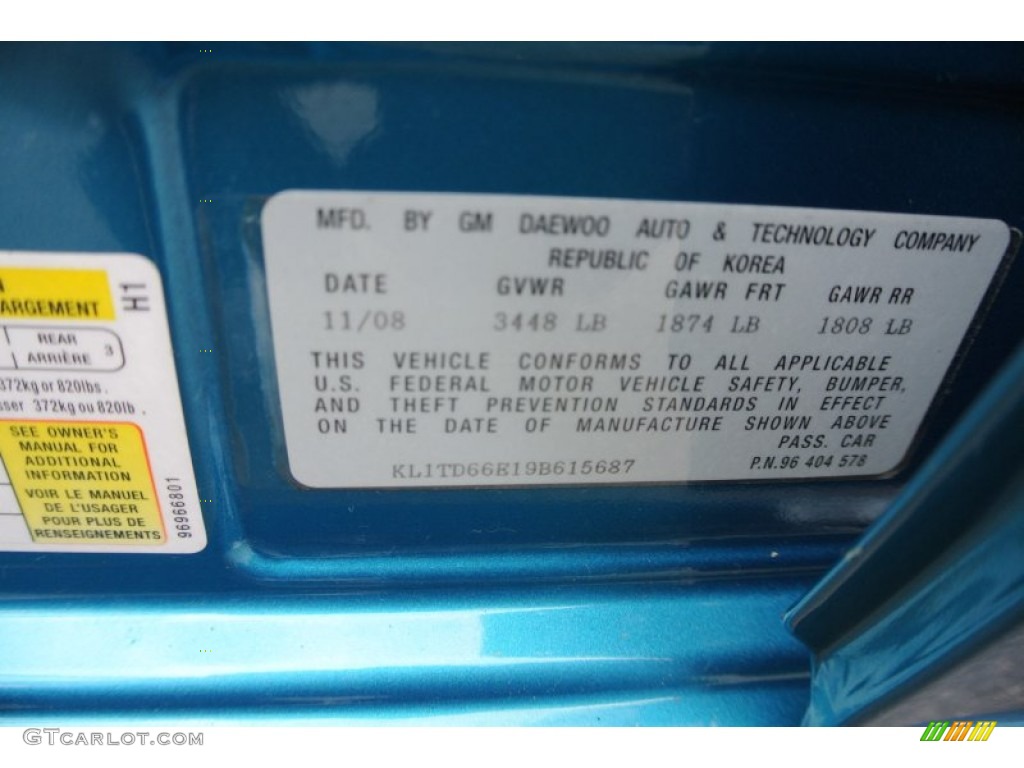 MFD. BY GM DAEWOO AUTO & TECHNOLOGY COMPANY
REPUBLIC OF KOREA
DATE GVWR GAWR FRT GAWR RR
11/08 3448 LB 1874 LB 1808 LB
THIS VEHICLE CONFORMS TO ALL APPLICABLE
U.S. FEDERAL MOTOR VEHICLE SAFETY, BUMPER,
AND THEFT PREVENTION STANDARDS IN EFFECT
ON THE DATE OF MANUFACTURE SHOWN ABOVE
PASS. CAR
KL1TD66E19B615687 P.N.96 404 578
H1
REAR
ARRIÈRE 3
372kg or 820lbs.
372kg ou 820lb.
SEE OWNER'S
MANUAL FOR
ADDITIONAL
INFORMATION
VOIR LE MANUEL
DE L'USAGER
POUR PLUS DE
RENSEIGNEMENTS
96966801
GTcarlot.com